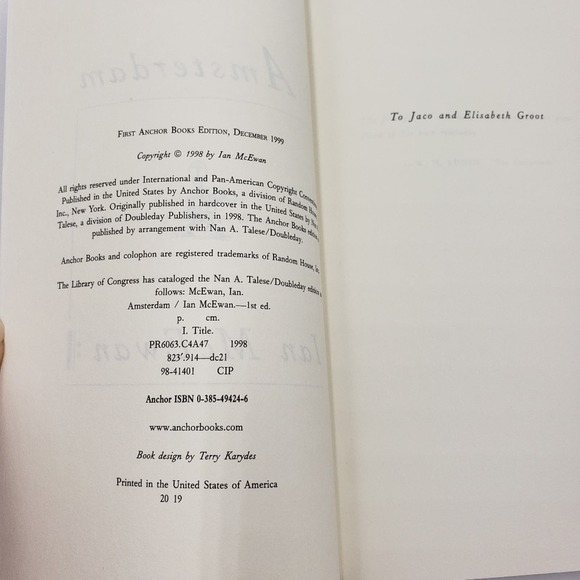 First Anchor Books Edition, December 1999
Copyright © 1998 by Ian McEwan
All rights reserved under International and Pan-American Copyright
Published in the United States by Anchor Books, a division of Random House
Inc., New York. Originally published in hardcover in the United States by
Talese, a division of Doubleday Publishers, in 1998. The Anchor Books edition
published by arrangement with Nan A. Talese/Doubleday.
Anchor Books and colophon are registered trademarks of Random House, Inc.
The Library of Congress has cataloged the Nan A. Talese/Doubleday edition
follows: McEwan, Ian.
Amsterdam / Ian McEwan.—1st ed.
p. cm.
I. Title.
PR6063.C4A47 1998
823'.914—dc21
98-41401 CIP
Anchor ISBN 0-385-49424-6
www.anchorbooks.com
Book design by Terry Karydes
Printed in the United States of America
20 19
To Jaco and Elisabeth Groot